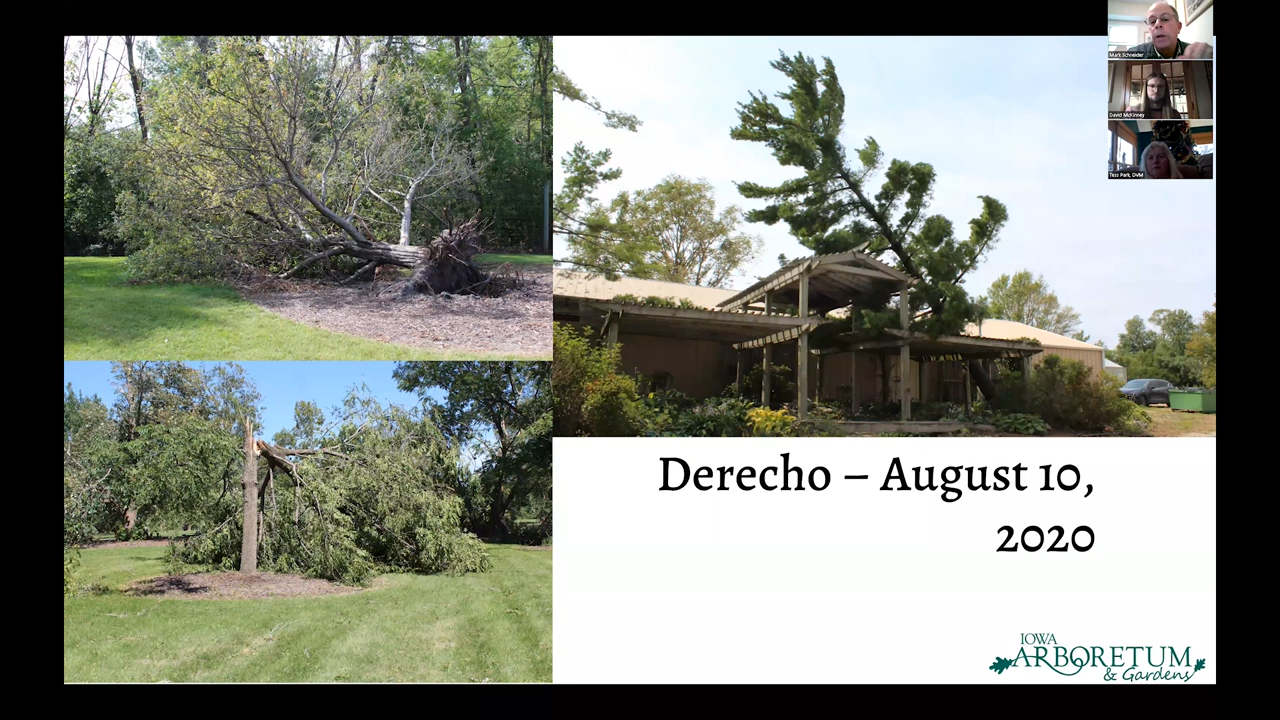 Mark Schneider
David McKinney
Tess Park, DVM
Derecho – August 10,
2020
IOWA
ARBORETUM
& Gardens